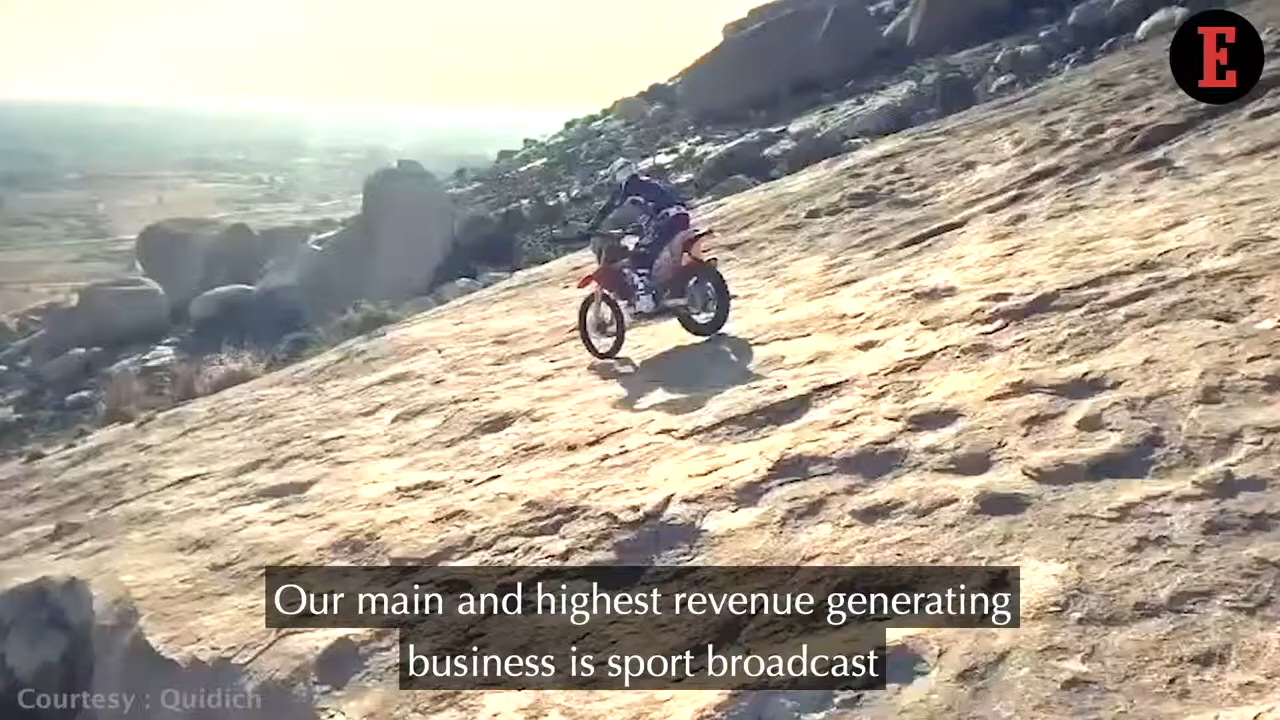 E
Our main and highest revenue generating
business is sport broadcast
Courtesy : Quidich